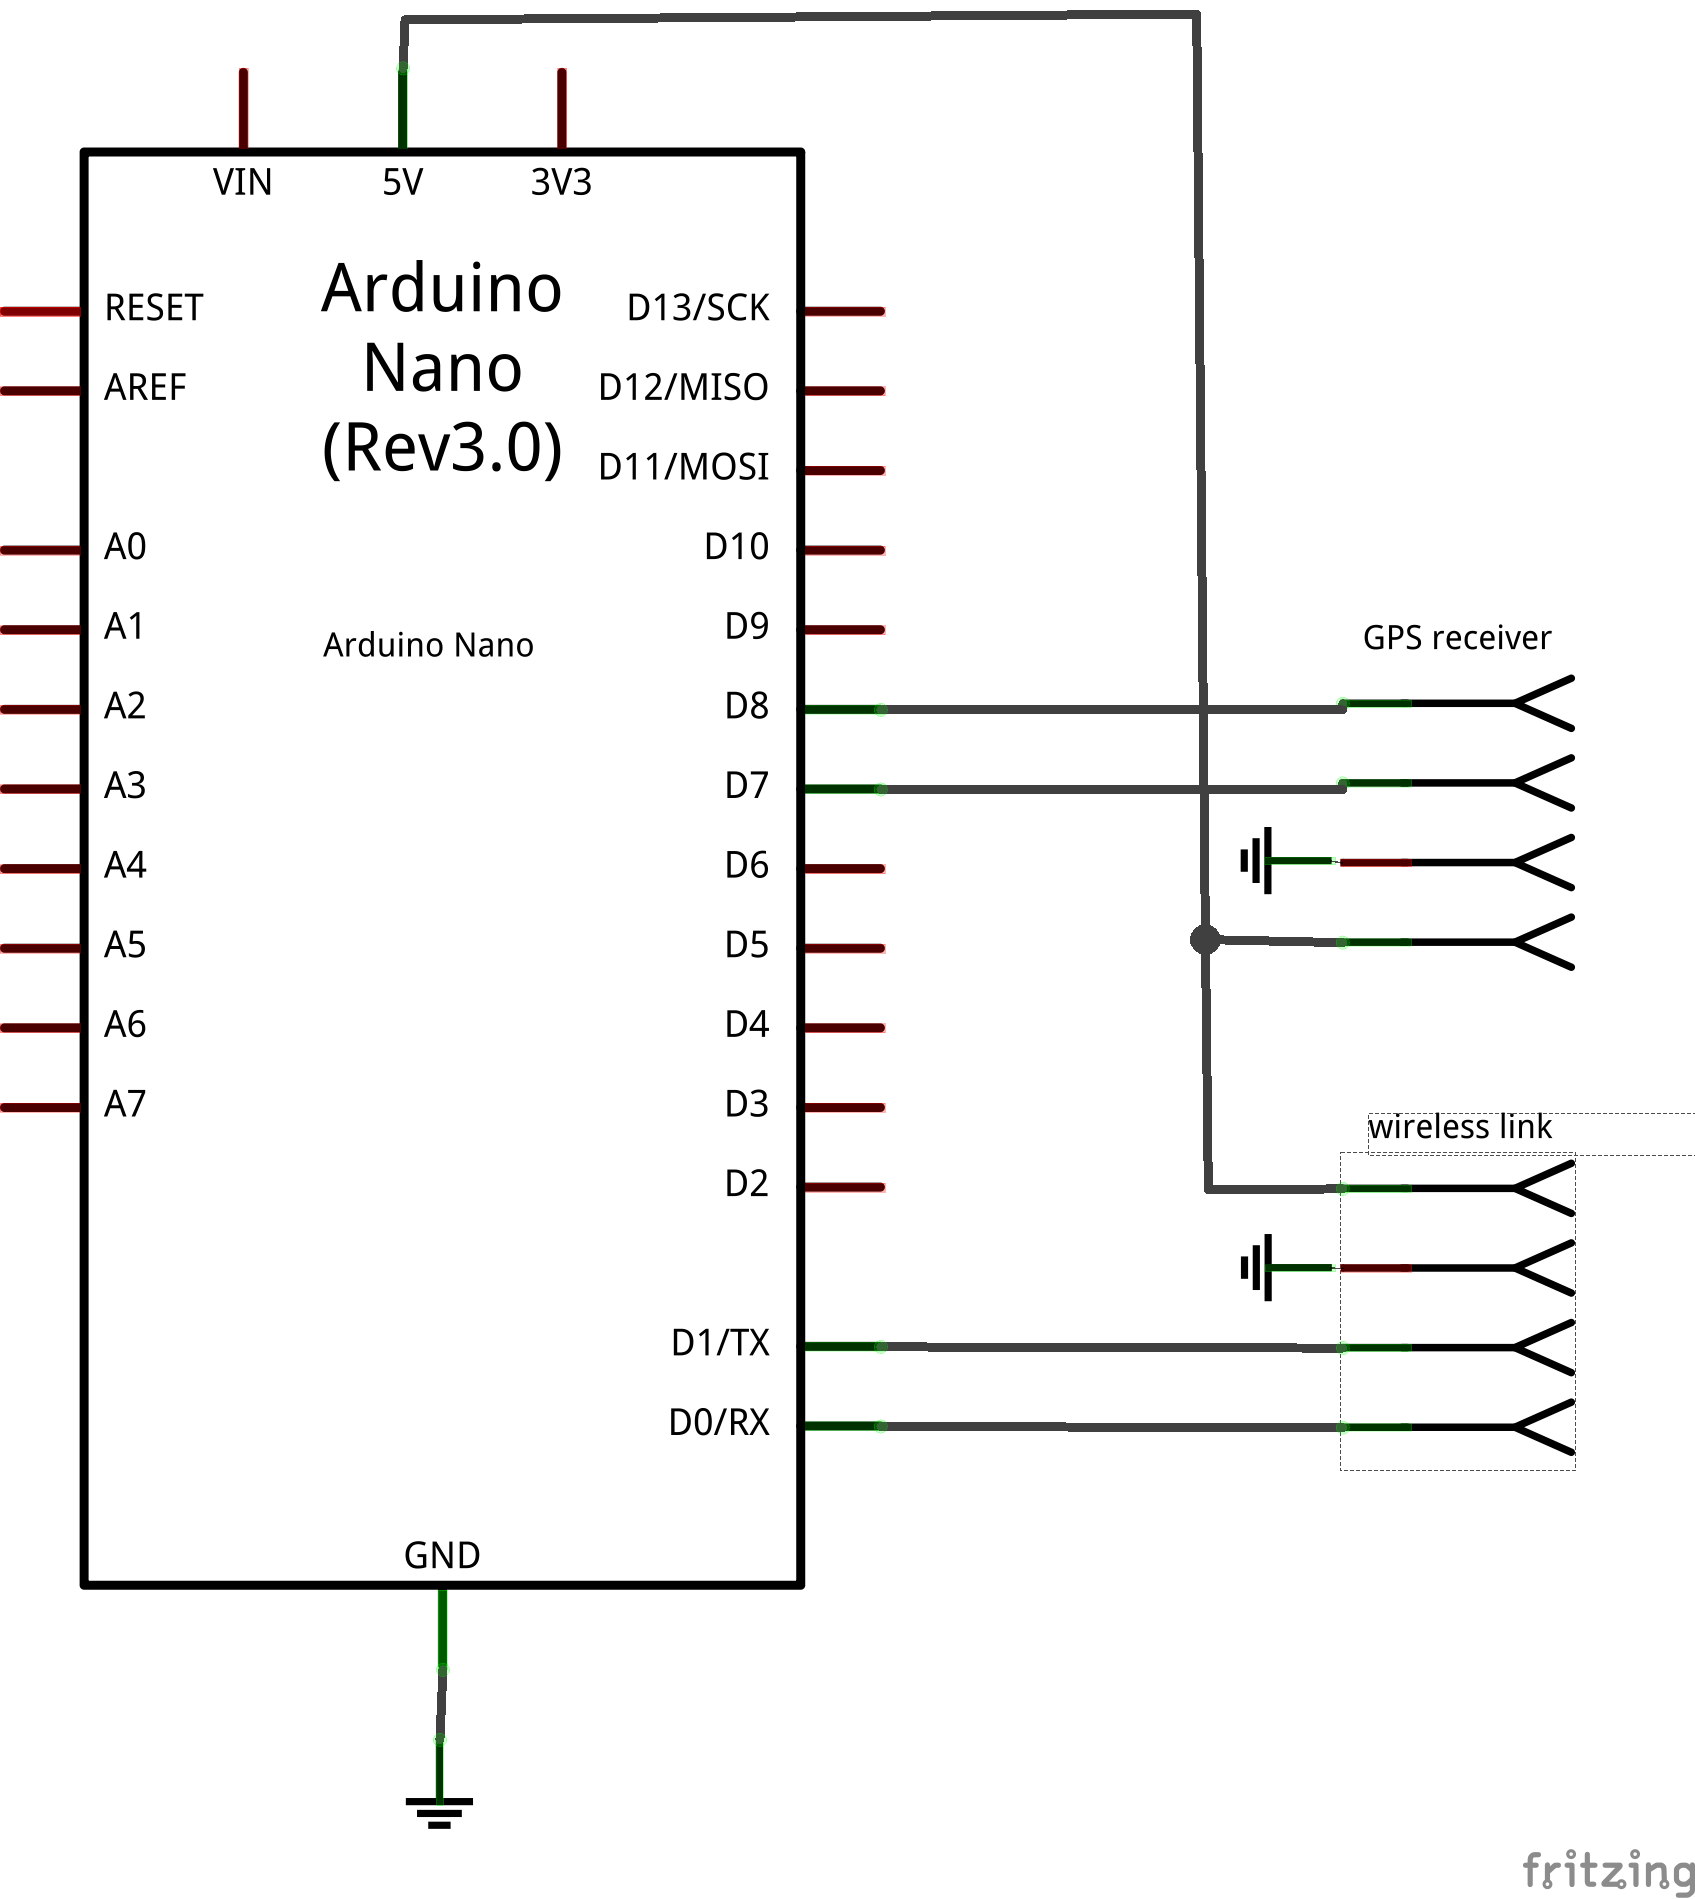 VIN 5V 3V3
Arduino
Nano
(Rev3.0)
Arduino Nano
RESET
AREF
A0
A1
A2
A3
A4
A5
A6
A7
D13/SCK
D12/MISO
D11/MOSI
D10
D9
D8
D7
D6
D5
D4
D3
D2
D1/TX
D0/RX
GND
GPS receiver
wireless link
fritzing